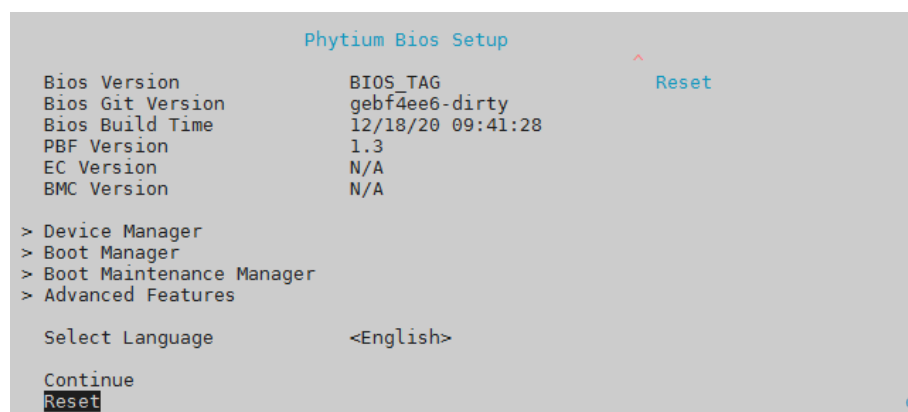 Phytium Bios Setup
^
Bios Version BIOS_TAG Reset
Bios Git Version gebf4ee6-dirty
Bios Build Time 12/18/20 09:41:28
PBF Version 1.3
EC Version N/A
BMC Version N/A
> Device Manager
> Boot Manager
> Boot Maintenance Manager
> Advanced Features
Select Language <English>
Continue
Reset